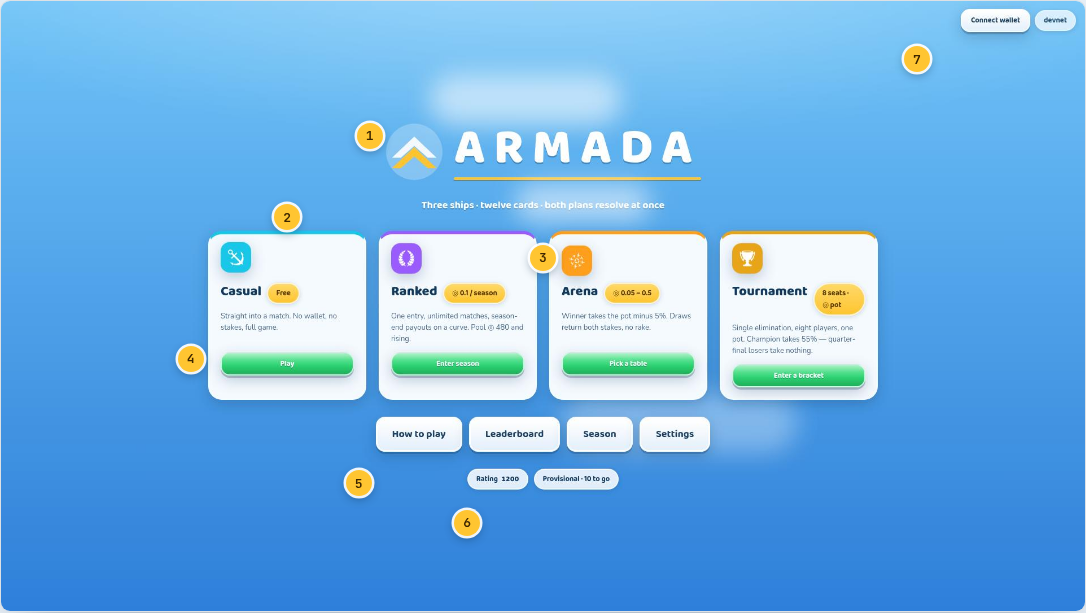 Connect wallet
devnet
7
1
ARMADA
Three ships · twelve cards · both plans resolve at once
2
3
Casual
Free
Straight into a match. No wallet, no
stakes, full game.
Play
Ranked
◎ 0.1 / season
One entry, unlimited matches, season-
end payouts on a curve. Pool ◎ 480 and
rising.
Enter season
Arena
◎ 0.05 – 0.5
Winner takes the pot minus 5%. Draws
return both stakes, no rake.
Pick a table
Tournament
8 seats ·
◎ pot
Single elimination, eight players, one
pot. Champion takes 55% — quarter-
final losers take nothing.
Enter a bracket
4
How to play
Leaderboard
Season
Settings
5
Rating 1200
Provisional · 10 to go
6